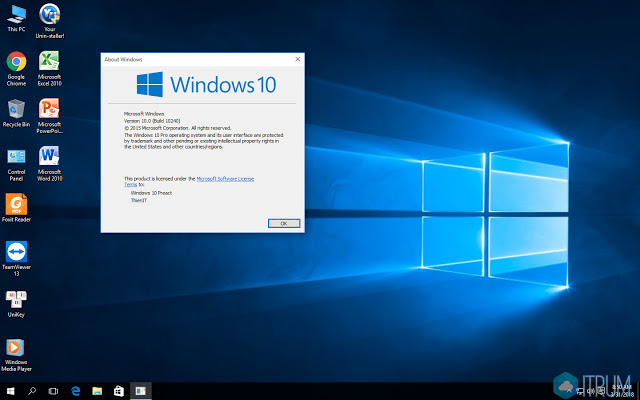 This PC
Your
Unin-staller!
Google
Chrome
Microsoft
Excel 2010
Recycle Bin
Microsoft
PowerPoi...
Control
Panel
Microsoft
Word 2010
Foxit Reader
TeamViewer
13
UniKey
Windows
Media Player
About Windows
Windows 10
Microsoft Windows
Version 10.0 (Build 10240)
© 2015 Microsoft Corporation. All rights reserved.
The Windows 10 Pro operating system and its user interface are protected
by trademark and other pending or existing intellectual property rights in
the United States and other countries/regions.
This product is licensed under the Microsoft Software License
Terms to:
Windows 10 Preact
ThienIT
OK
ITRUM
8:50 AM
3/31/2018